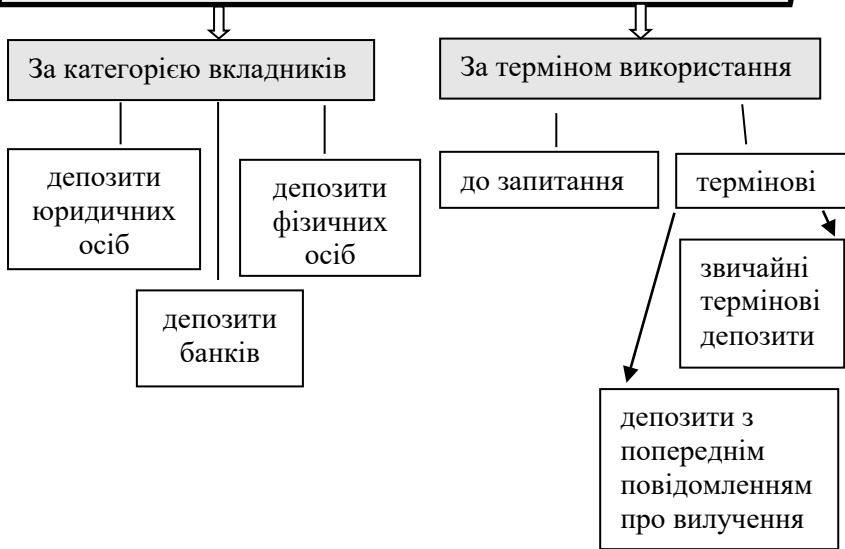 За категорією вкладників
За терміном використання
депозити
юридичних
осіб
депозити
фізичних
осіб
депозити
банків
до запитання
термінові
звичайні
термінові
депозити
депозити з
попереднім
повідомленням
про вилучення